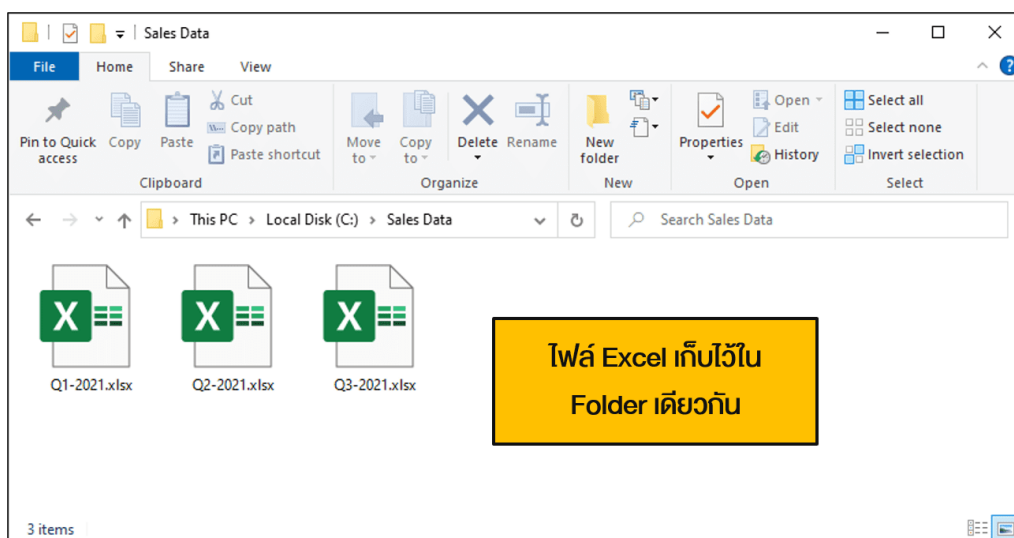 Sales Data
File Home Share View
Pin to Quick access
Copy
Paste
Cut
Copy path
Paste shortcut
Clipboard
Move to
Copy to
Delete
Rename
Organize
New folder
New
Properties
Open
Edit
History
Open
Select all
Select none
Invert selection
Select
This PC > Local Disk (C:) > Sales Data
Search Sales Data
Q1-2021.xlsx
Q2-2021.xlsx
Q3-2021.xlsx
ไฟล์ Excel เก็บไว้ใน
Folder เดียวกัน
3 items